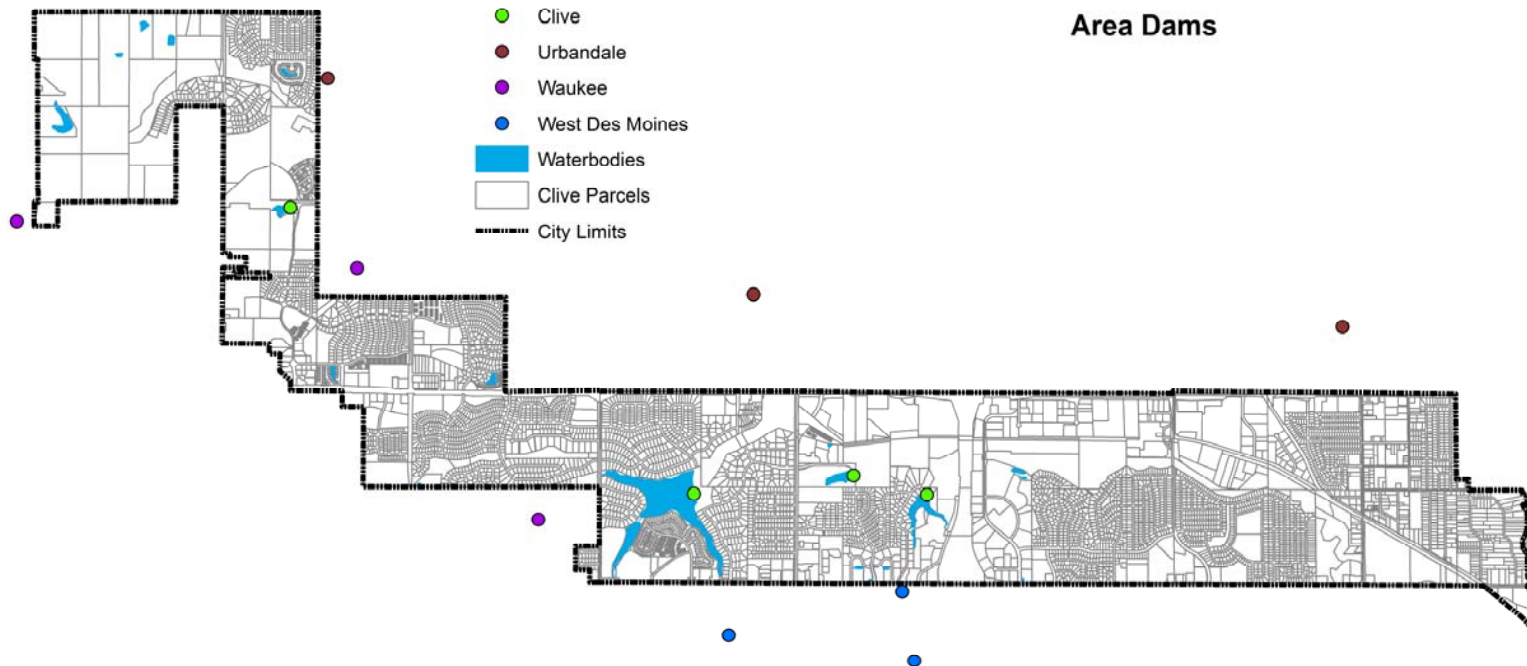 Area Dams
Clive
Urbandale
Waukee
West Des Moines
Waterbodies
Clive Parcels
City Limits